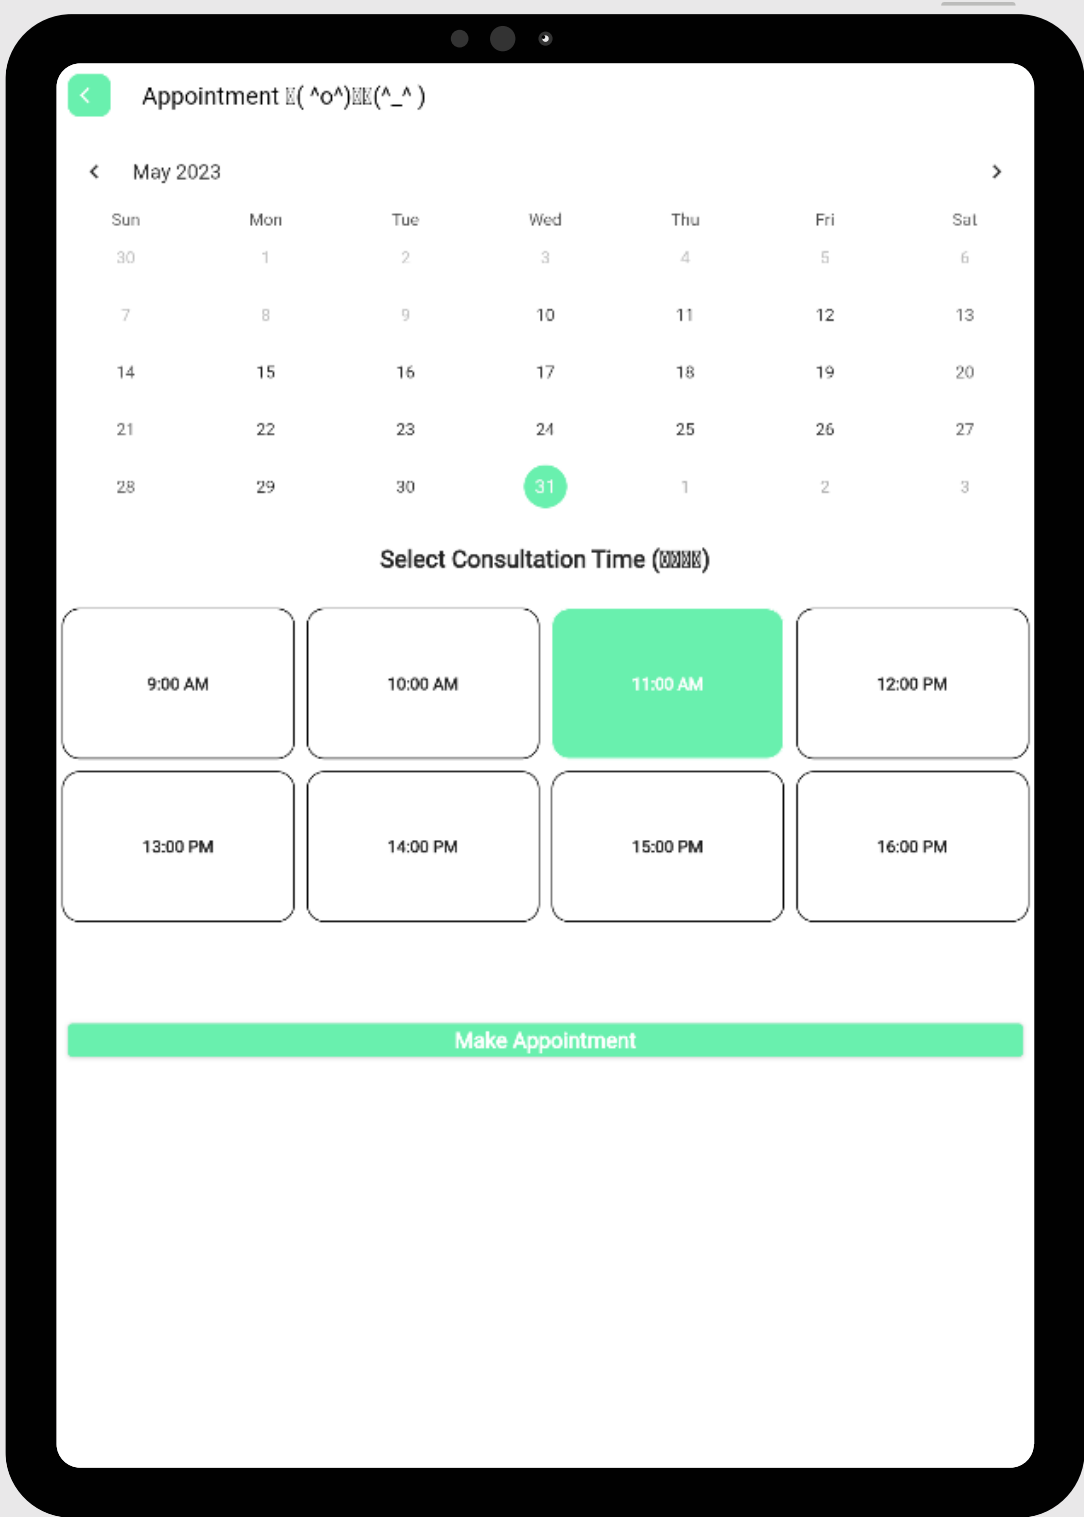 Appointment ( ^o^)(^_^ )
May 2023
Sun Mon Tue Wed Thu Fri Sat
30 1 2 3 4 5 6
7 8 9 10 11 12 13
14 15 16 17 18 19 20
21 22 23 24 25 26 27
28 29 30 31 1 2 3
Select Consultation Time ()
9:00 AM 10:00 AM 11:00 AM 12:00 PM
13:00 PM 14:00 PM 15:00 PM 16:00 PM
Make Appointment